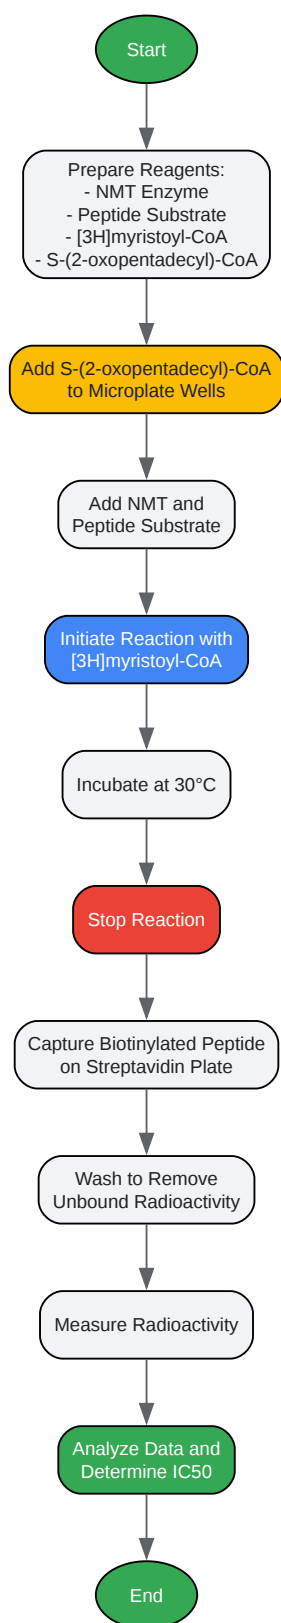 Start
Prepare Reagents:
- NMT Enzyme
- Peptide Substrate
- [3H]myristoyl-CoA
- S-(2-oxopentadecyl)-CoA
Add S-(2-oxopentadecyl)-CoA
to Microplate Wells
Add NMT and
Peptide Substrate
Initiate Reaction with
[3H]myristoyl-CoA
Incubate at 30°C
Stop Reaction
Capture Biotinylated Peptide
on Streptavidin Plate
Wash to Remove
Unbound Radioactivity
Measure Radioactivity
Analyze Data and
Determine IC50
End